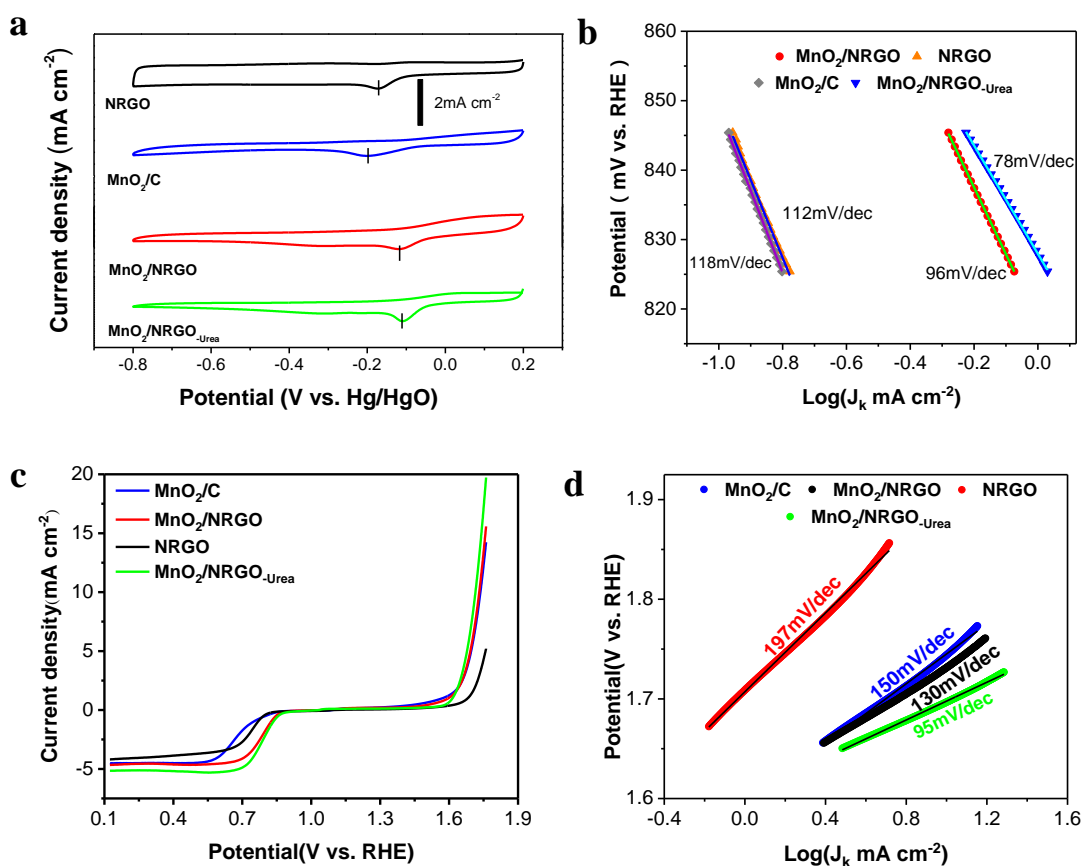 a
Current density (mA cm⁻²)
NRGO
2mA cm⁻²
MnO₂/C
MnO₂/NRGO
MnO₂/NRGO-Urea
-0.8 -0.6 -0.4 -0.2 0.0 0.2
Potential (V vs. Hg/HgO)
b
Potential ( mV vs. RHE)
860
850
840
830
820
MnO₂/NRGO NRGO
MnO₂/C MnO₂/NRGO-Urea
78mV/dec
112mV/dec
118mV/dec
96mV/dec
-1.0 -0.8 -0.6 -0.4 -0.2 0.0
Log(Jₖ mA cm⁻²)
c
Current density(mA cm⁻²)
20
15
10
5
0
-5
MnO₂/C
MnO₂/NRGO
NRGO
MnO₂/NRGO-Urea
0.1 0.4 0.7 1.0 1.3 1.6 1.9
Potential(V vs. RHE)
d
Potential(V vs. RHE)
1.9
1.8
1.7
1.6
MnO₂/C MnO₂/NRGO NRGO
MnO₂/NRGO-Urea
197mV/dec
150mV/dec
130mV/dec
95mV/dec
-0.4 0.0 0.4 0.8 1.2 1.6
Log(Jₖ mA cm⁻²)